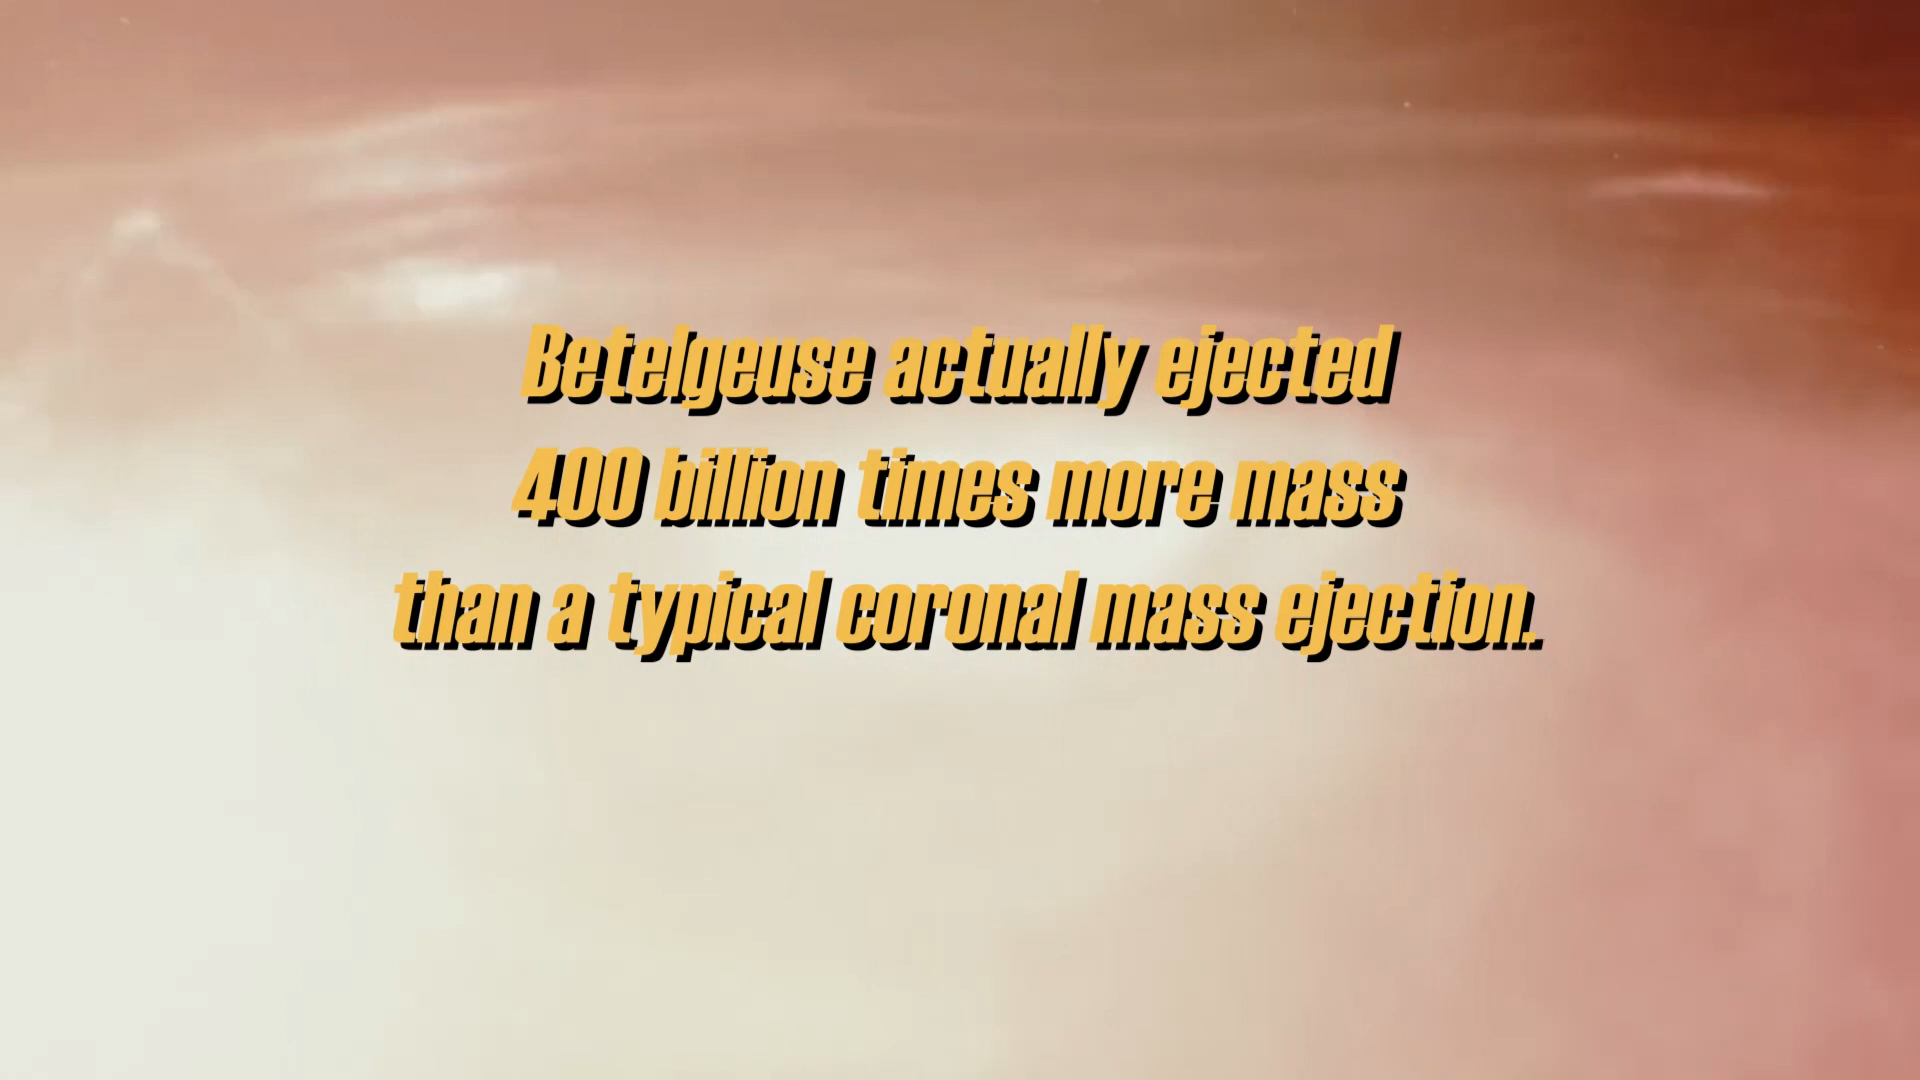 Betelgeuse actually ejected
400 billion times more mass
than a typical coronal mass ejection.